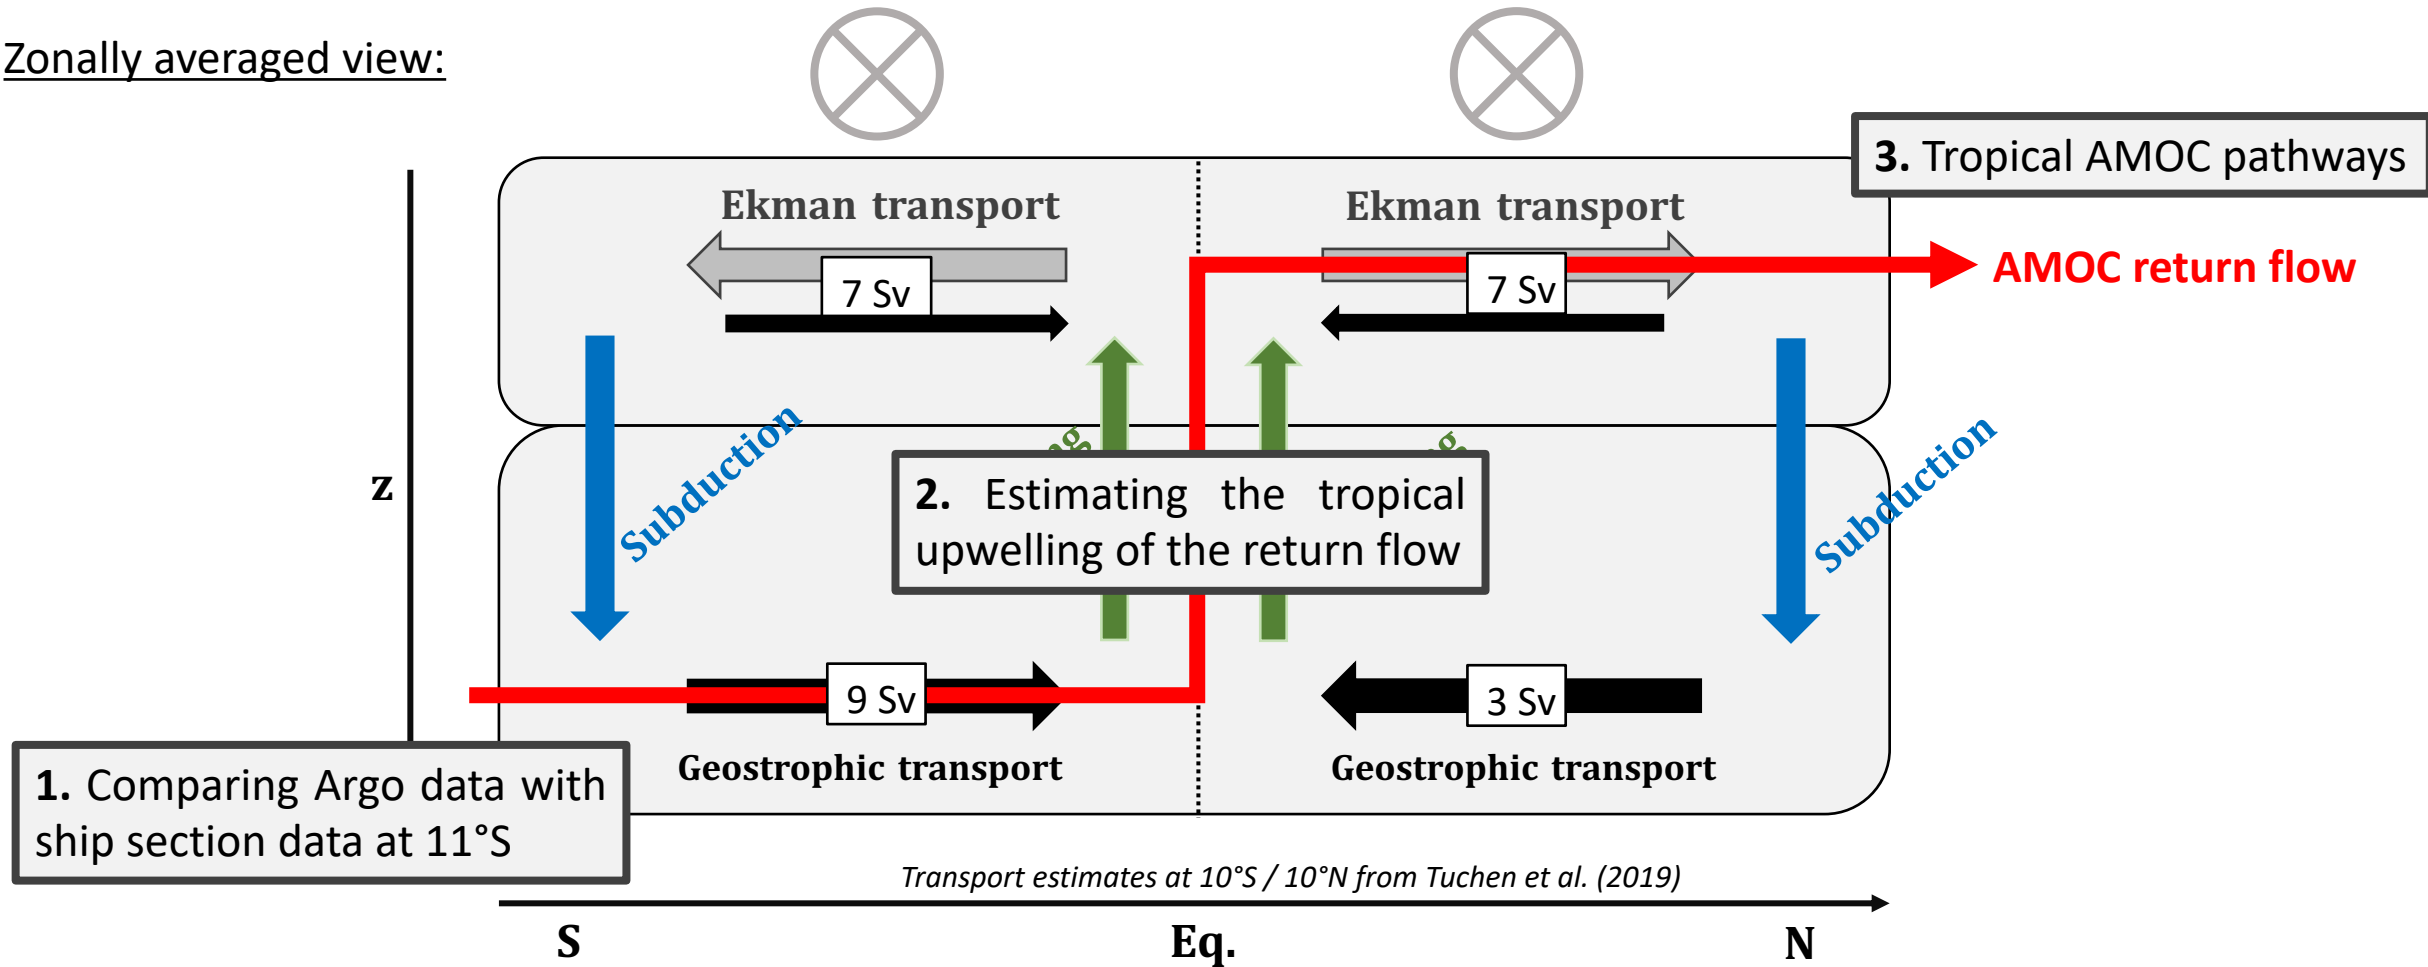 Zonally averaged view:
3. Tropical AMOC pathways
Ekman transport
Ekman transport
7 Sv
7 Sv
AMOC return flow
Subduction
Subduction
z
2. Estimating the tropical
upwelling of the return flow
9 Sv
3 Sv
Geostrophic transport
Geostrophic transport
1. Comparing Argo data with
ship section data at 11°S
Transport estimates at 10°S / 10°N from Tuchen et al. (2019)
S
Eq.
N